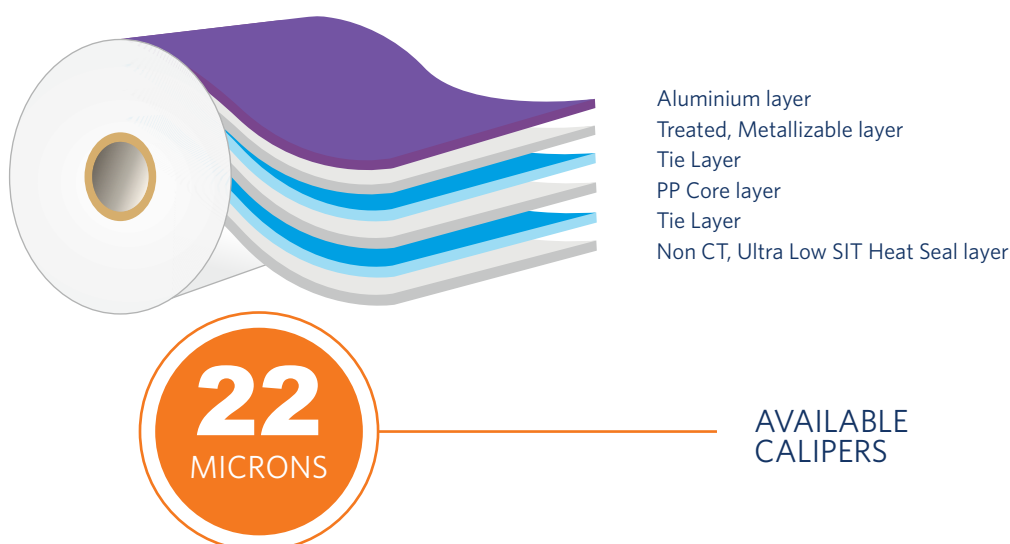 Aluminium layer
Treated, Metallizable layer
Tie Layer
PP Core layer
Tie Layer
Non CT, Ultra Low SIT Heat Seal layer
22
MICRONS
AVAILABLE
CALIPERS